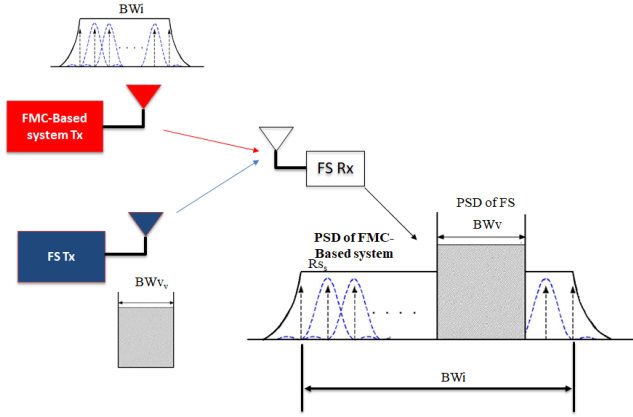 BWi
FMC-Based
system Tx
FS Rx
FS Tx
BWvv
PSD of FS
BWv
PSD of FMC-
Based system
Rss
BWi